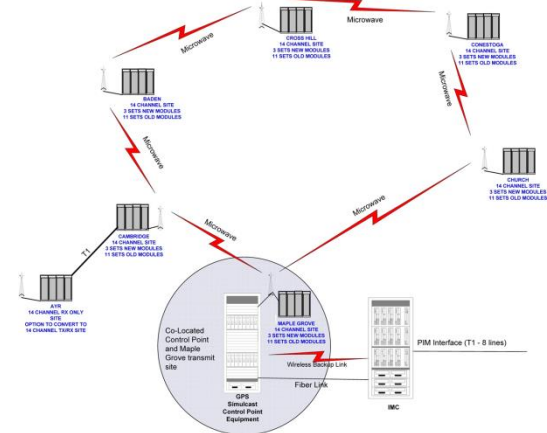 Microwave
CROSS HILL
14 CHANNEL SITE
3 SETS NEW MODULES
11 SETS OLD MODULES
Microwave
CONESTOGA
14 CHANNEL SITE
3 SETS NEW MODULES
11 SETS OLD MODULES
BADEN
14 CHANNEL SITE
3 SETS NEW MODULES
11 SETS OLD MODULES
Microwave
Microwave
CHURCH
14 CHANNEL SITE
3 SETS NEW MODULES
11 SETS OLD MODULES
Microwave
Microwave
CAMBRIDGE
14 CHANNEL SITE
3 SETS NEW MODULES
11 SETS OLD MODULES
T1
AYR
14 CHANNEL RX ONLY
SITE
OPTION TO CONVERT TO
14 CHANNEL TX/RX SITE
Co-Located
Control Point
and Maple
Grove transmit
site
MAPLE GROVE
14 CHANNEL SITE
3 SETS NEW MODULES
11 SETS OLD MODULES
PIM Interface (T1 - 8 lines)
Wireless Backup Link
Fiber Link
GPS
Simulcast
Control Point
Equipment
IMC